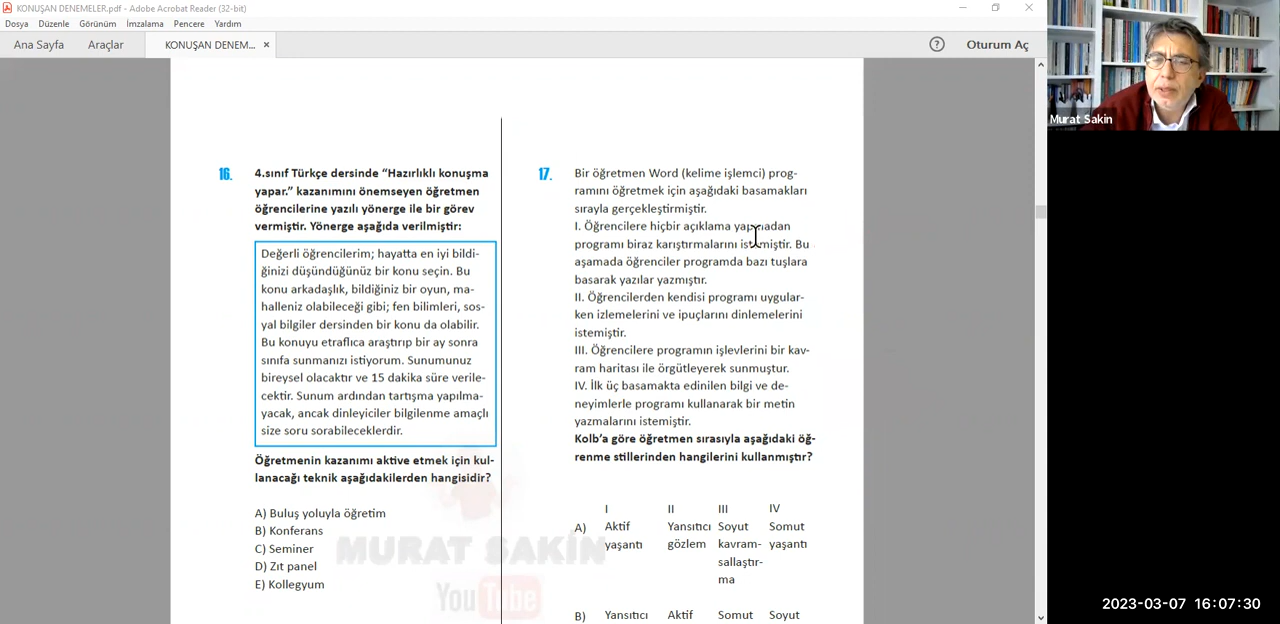 KONUŞAN DENEMELER.pdf - Adobe Acrobat Reader (32-bit)
Dosya Düzenle Görünüm İmzalama Pencere Yardım
Ana Sayfa Araçlar KONUŞAN DENEM... × Oturum Aç
Murat Sakin
16. 4.sınıf Türkçe dersinde “Hazırlıklı konuşma
yapar.” kazanımını önemseyen öğretmen
öğrencilerine yazılı yönerge ile bir görev
vermiştir. Yönerge aşağıda verilmiştir:
Değerli öğrencilerim; hayatta en iyi bildi-
ğinizi düşündüğünüz bir konu seçin. Bu
konu arkadaşlık, bildiğiniz bir oyun, ma-
halleniz olabileceği gibi; fen bilimleri, sos-
yal bilgiler dersinden bir konu da olabilir.
Bu konuyu etraflıca araştırıp bir ay sonra
sınıfa sunmanızı istiyorum. Sunumunuz
bireysel olacaktır ve 15 dakika süre verile-
cektir. Sunum ardından tartışma yapılma-
yacak, ancak dinleyiciler bilgilenme amaçlı
size soru sorabileceklerdir.
Öğretmenin kazanımı aktive etmek için kul-
lanacağı teknik aşağıdakilerden hangisidir?
A) Buluş yoluyla öğretim
B) Konferans
C) Seminer
D) Zıt panel
E) Kollegyum
17. Bir öğretmen Word (kelime işlemci) prog-
ramını öğretmek için aşağıdaki basamakları
sırayla gerçekleştirmiştir.
I. Öğrencilere hiçbir açıklama yapmadan
programı biraz karıştırmalarını istemiştir. Bu
aşamada öğrenciler programda bazı tuşlara
basarak yazılar yazmıştır.
II. Öğrencilerden kendisi programı uygular-
ken izlemelerini ve ipuçlarını dinlemelerini
istemiştir.
III. Öğrencilere programın işlevlerini bir kav-
ram haritası ile örgütleyerek sunmuştur.
IV. İlk üç basamakta edinilen bilgi ve de-
neyimlerle programı kullanarak bir metin
yazmalarını istemiştir.
Kolb’a göre öğretmen sırasıyla aşağıdaki öğ-
renme stillerinden hangilerini kullanmıştır?
I II III IV
A) Aktif Yansıtıcı Soyut Somut
yaşantı gözlem kavram- yaşantı
sallaştır-
ma
B) Yansıtıcı Aktif Somut Soyut
MURAT SAKİN
YouTube
2023-03-07 16:07:30